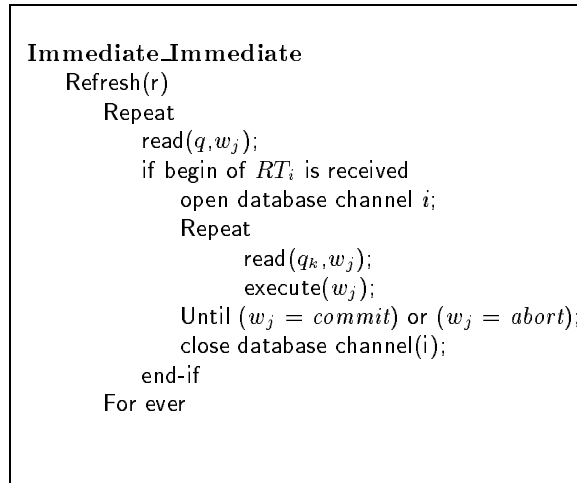 Immediate_Immediate
Refresh(r)
Repeat
read(q,w_j);
if begin of RT_i is received
open database channel i;
Repeat
read(q_k,w_j);
execute(w_j);
Until (w_j = commit) or (w_j = abort);
close database channel(i);
end-if
For ever